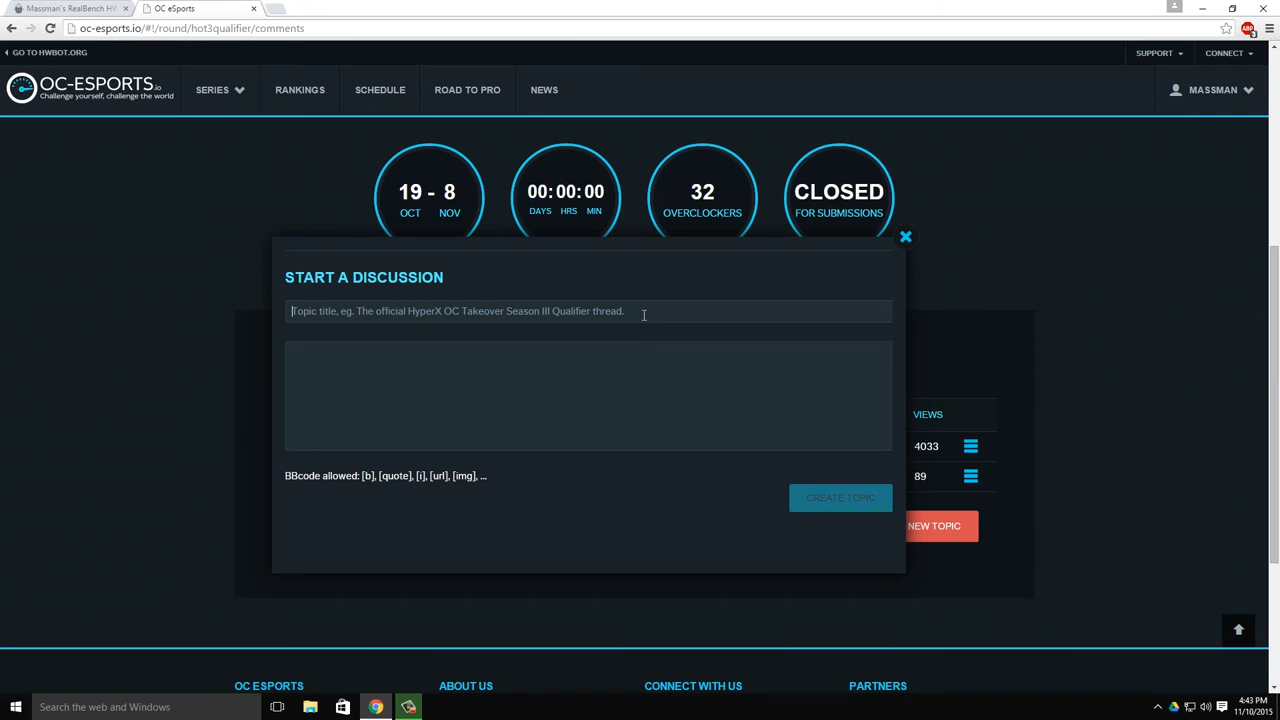 Massman's RealBench HW
OC eSports
oc-esports.io/#!/round/hot3qualifier/comments
GO TO HWBOT.ORG
SUPPORT
CONNECT
OC-ESPORTS.io
Challenge yourself, challenge the world
SERIES
RANKINGS
SCHEDULE
ROAD TO PRO
NEWS
MASSMAN
19 - 8
OCT NOV
00:00:00
DAYS HRS MIN
32
OVERCLOCKERS
CLOSED
FOR SUBMISSIONS
START A DISCUSSION
Topic title, eg. The official HyperX OC Takeover Season III Qualifier thread.
VIEWS
4033
89
BBcode allowed: [b], [quote], [i], [url], [img], ...
CREATE TOPIC
NEW TOPIC
OC ESPORTS
ABOUT US
CONNECT WITH US
PARTNERS
Search the web and Windows
4:43 PM
11/10/2015